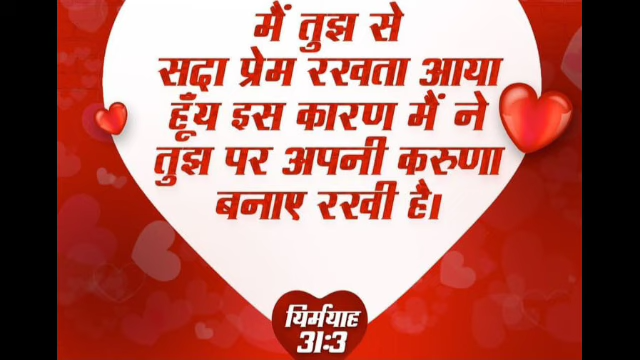 मैं तुझ से
सदा प्रेम रखता आया
हूँय इस कारण मैं ने
तुझ पर अपनी करुणा
बनाए रखी है।
यिर्मयाह
31:3